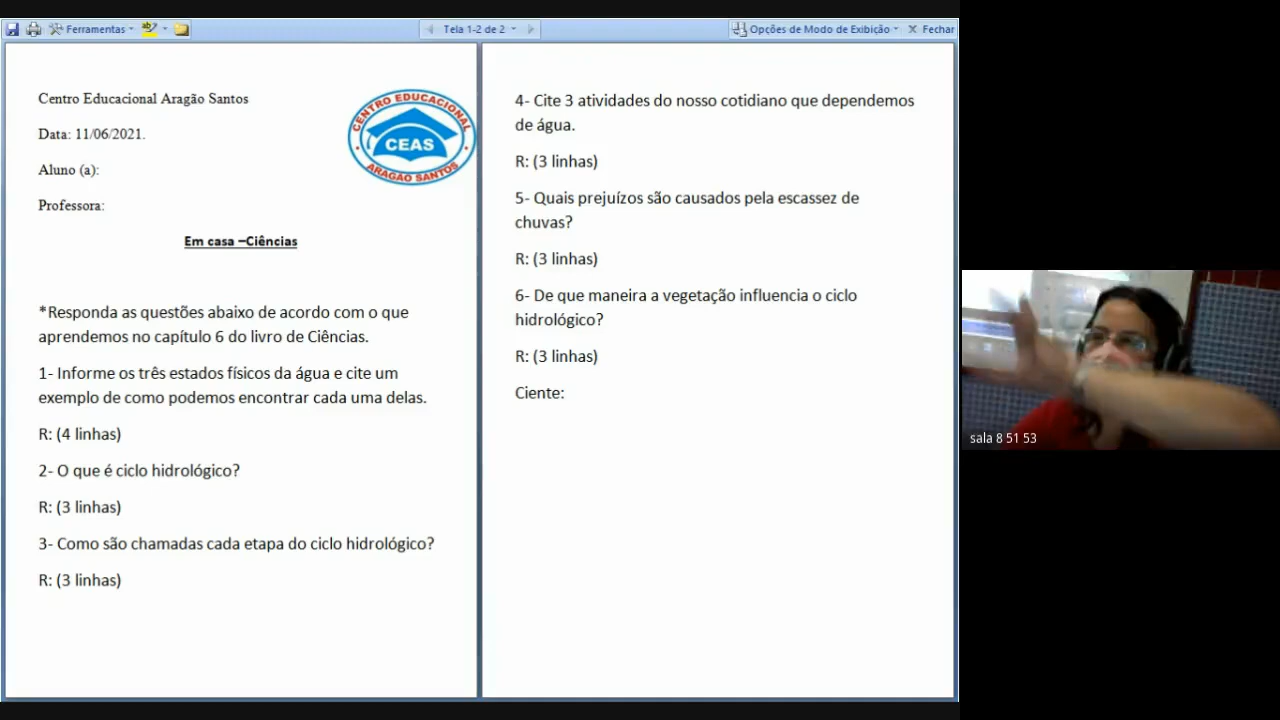 Ferramentas
Tela 1-2 de 2
Opções de Modo de Exibição
Fechar
Centro Educacional Aragão Santos
Data: 11/06/2021.
Aluno (a):
Professora:
CENTRO EDUCACIONAL
CEAS
ARAGÃO SANTOS
Em casa –Ciências
*Responda as questões abaixo de acordo com o que
aprendemos no capítulo 6 do livro de Ciências.
1- Informe os três estados físicos da água e cite um
exemplo de como podemos encontrar cada uma delas.
R: (4 linhas)
2- O que é ciclo hidrológico?
R: (3 linhas)
3- Como são chamadas cada etapa do ciclo hidrológico?
R: (3 linhas)
4- Cite 3 atividades do nosso cotidiano que dependemos
de água.
R: (3 linhas)
5- Quais prejuízos são causados pela escassez de
chuvas?
R: (3 linhas)
6- De que maneira a vegetação influencia o ciclo
hidrológico?
R: (3 linhas)
Ciente:
sala 8 51 53